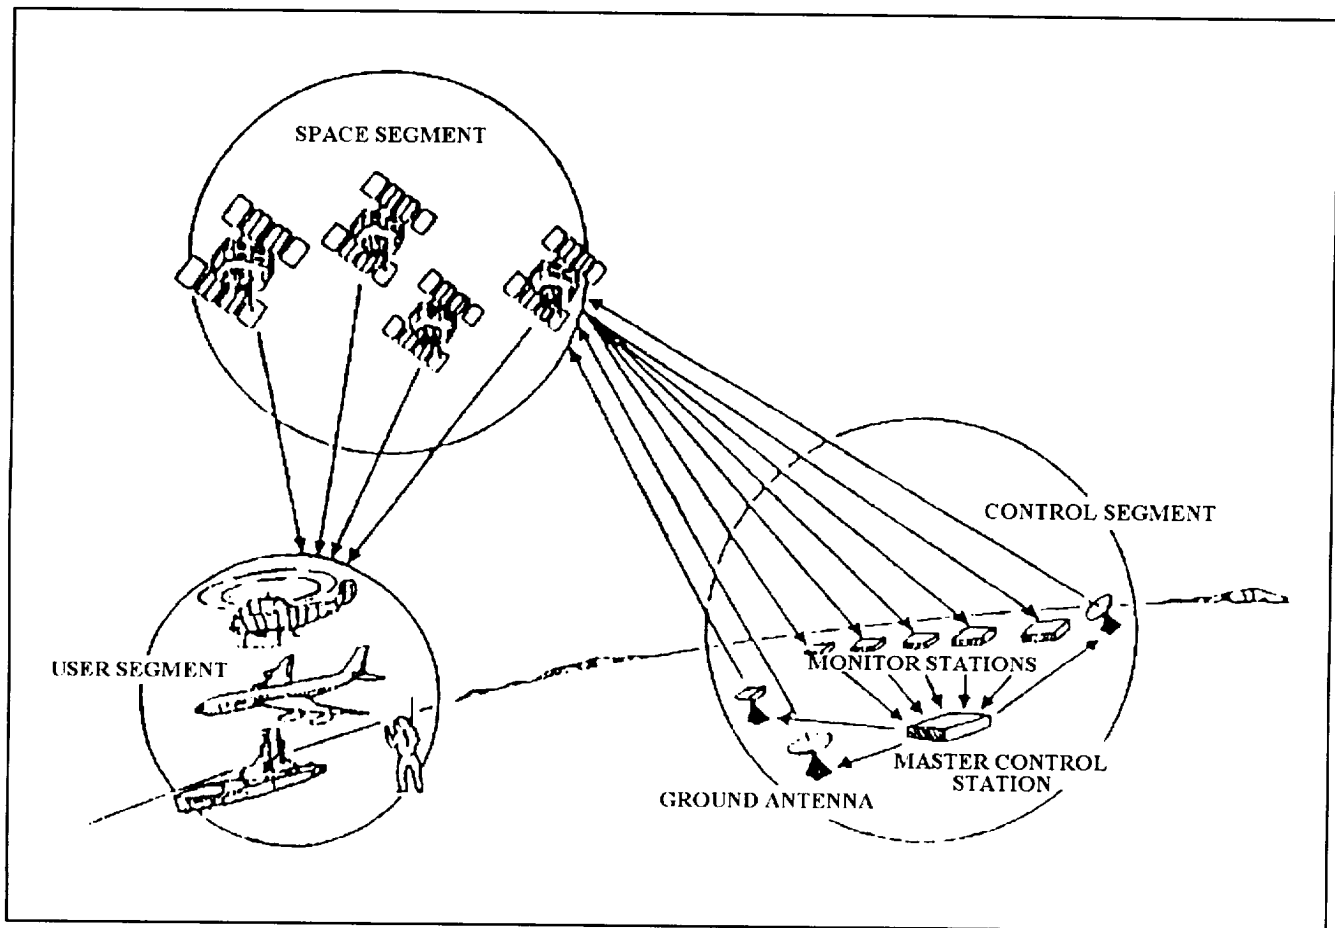 SPACE SEGMENT
CONTROL SEGMENT
USER SEGMENT
MONITOR STATIONS
MASTER CONTROL
STATION
GROUND ANTENNA